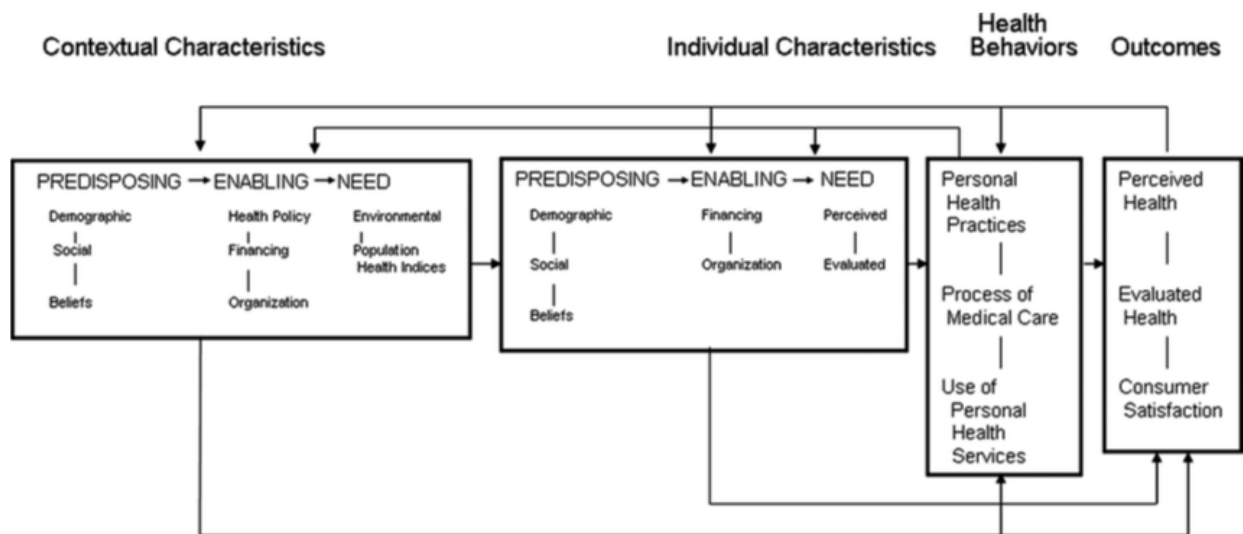 Contextual Characteristics
Individual Characteristics
Health
Behaviors
Outcomes
PREDISPOSING
ENABLING
NEED
Demographic
Social
Beliefs
Health Policy
Financing
Organization
Environmental
Population
Health Indices
PREDISPOSING
ENABLING
NEED
Demographic
Social
Beliefs
Financing
Organization
Perceived
Evaluated
Personal
Health
Practices
Process of
Medical Care
Use of
Personal
Health
Services
Perceived
Health
Evaluated
Health
Consumer
Satisfaction